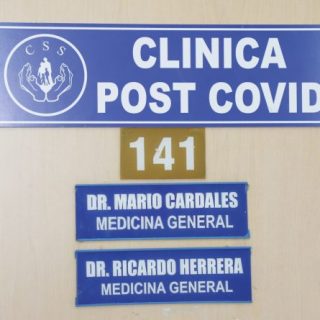 CSS
CLINICA
POST COVID
141
DR. MARIO CARDALES
MEDICINA GENERAL
DR. RICARDO HERRERA
MEDICINA GENERAL